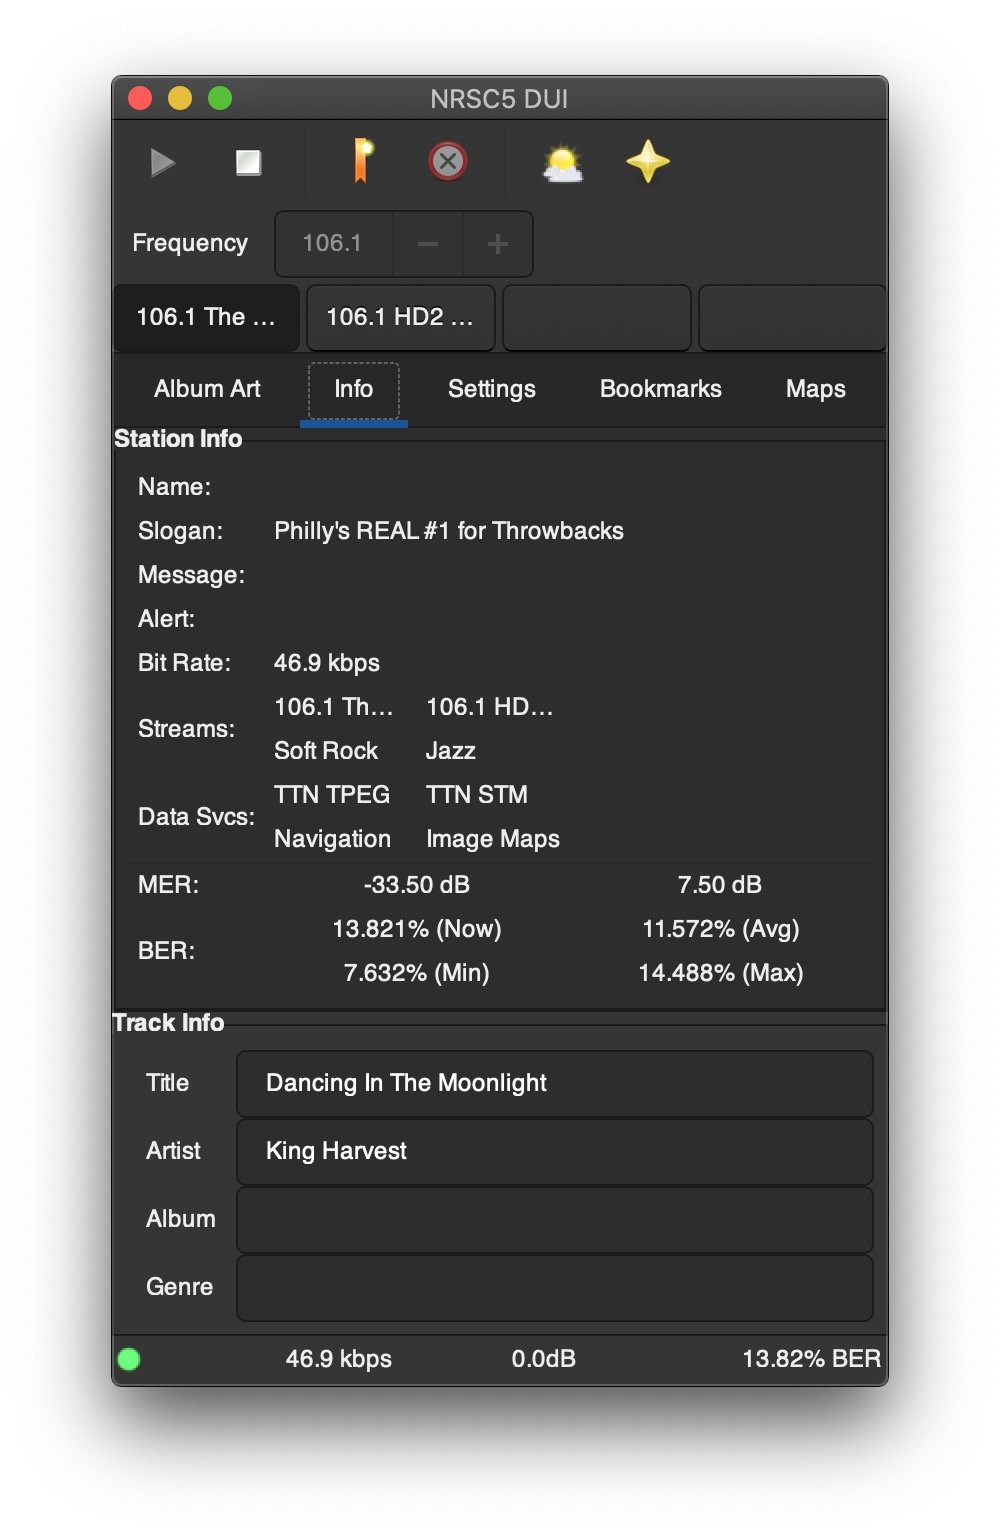 NRSC5 DUI
Frequency 106.1
106.1 The ... 106.1 HD2 ...
Album Art Info Settings Bookmarks Maps
Station Info
Name:
Slogan: Philly's REAL #1 for Throwbacks
Message:
Alert:
Bit Rate: 46.9 kbps
Streams: 106.1 Th... 106.1 HD...
Soft Rock Jazz
Data Svcs: TTN TPEG TTN STM
Navigation Image Maps
MER: -33.50 dB 7.50 dB
BER: 13.821% (Now) 11.572% (Avg)
7.632% (Min) 14.488% (Max)
Track Info
Title Dancing In The Moonlight
Artist King Harvest
Album
Genre
46.9 kbps 0.0dB 13.82% BER